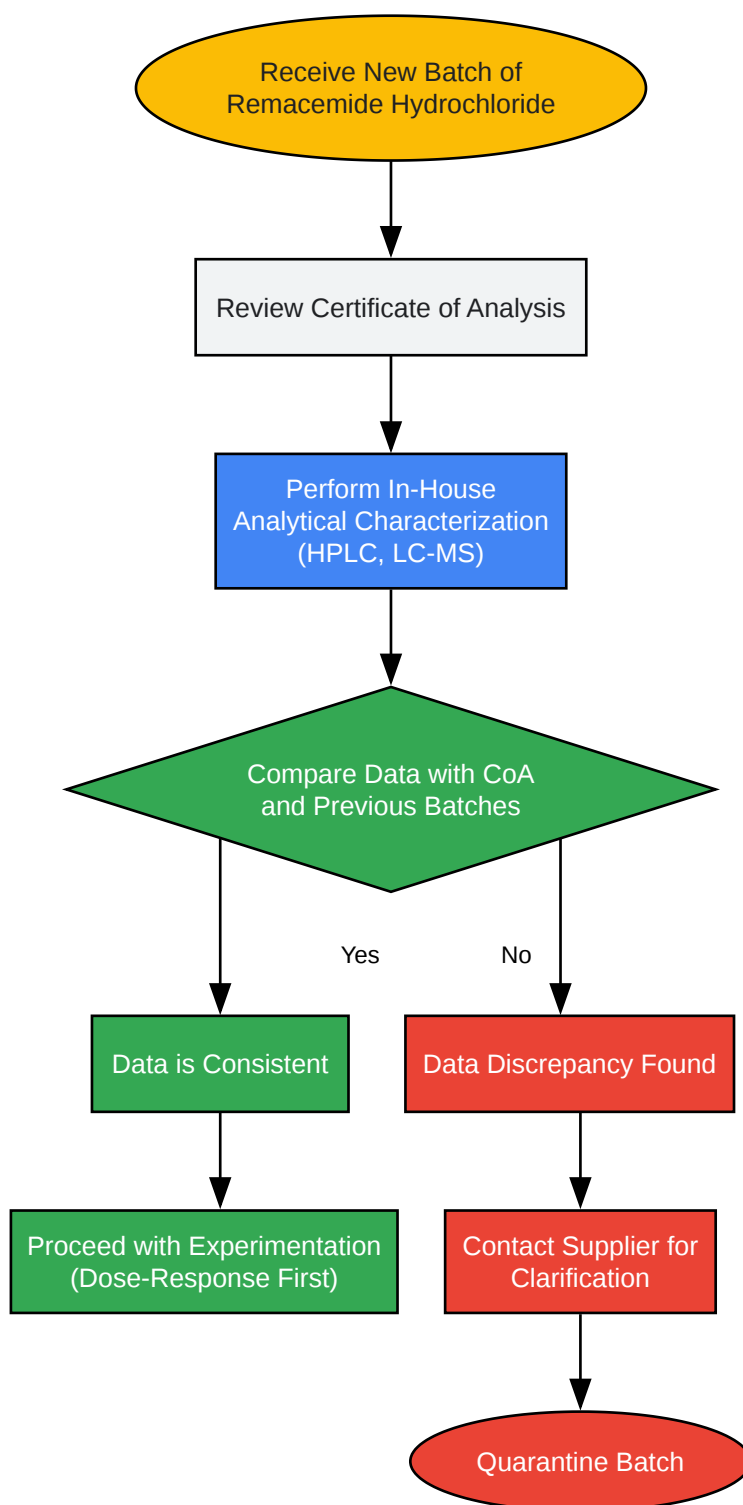 Receive New Batch of
Remacemide Hydrochloride
Review Certificate of Analysis
Perform In-House
Analytical Characterization
(HPLC, LC-MS)
Compare Data with CoA
and Previous Batches
Yes
No
Data is Consistent
Data Discrepancy Found
Proceed with Experimentation
(Dose-Response First)
Contact Supplier for
Clarification
Quarantine Batch